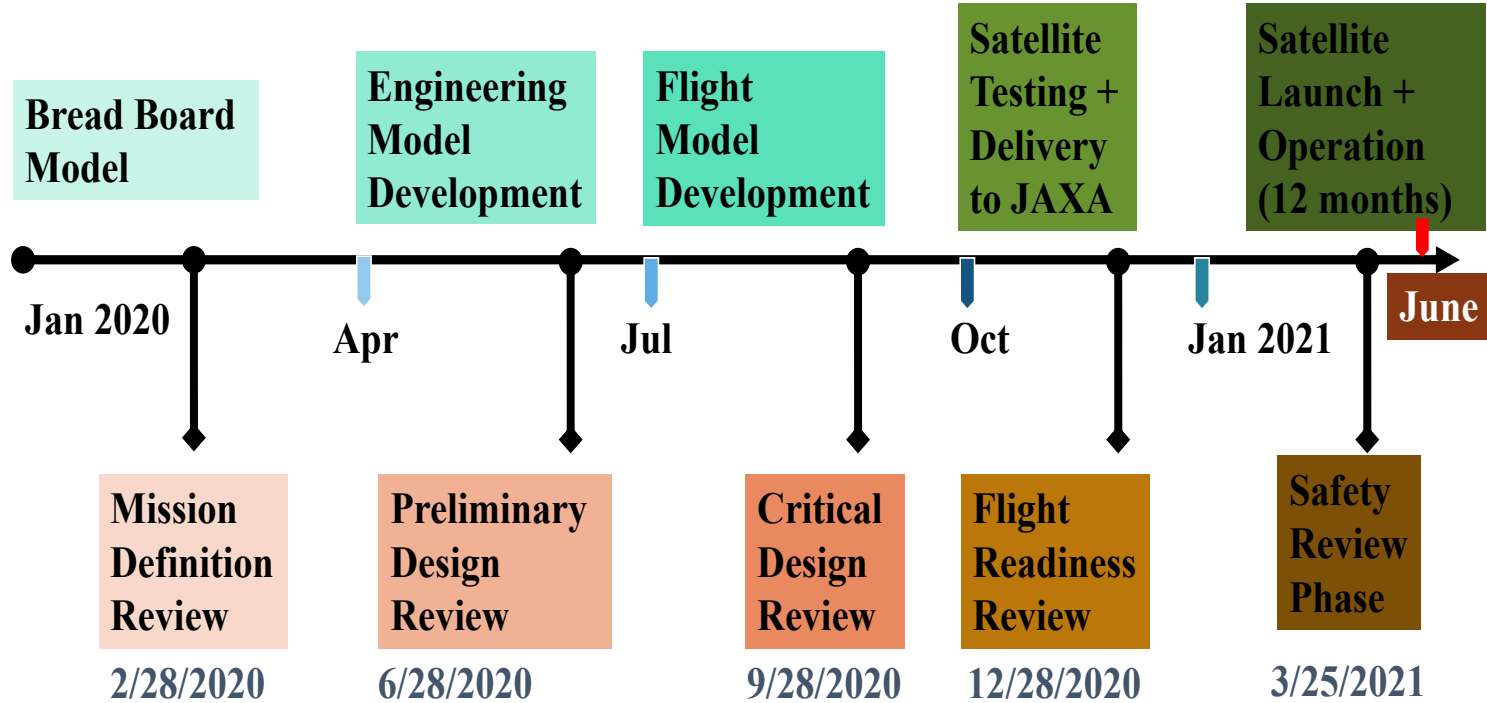 Bread Board
Model
Engineering
Model
Development
Flight
Model
Development
Satellite
Testing +
Delivery
to JAXA
Satellite
Launch +
Operation
(12 months)
Jan 2020
Apr
Jul
Oct
Jan 2021
June
Mission
Definition
Review
2/28/2020
Preliminary
Design
Review
6/28/2020
Critical
Design
Review
9/28/2020
Flight
Readiness
Review
12/28/2020
Safety
Review
Phase
3/25/2021